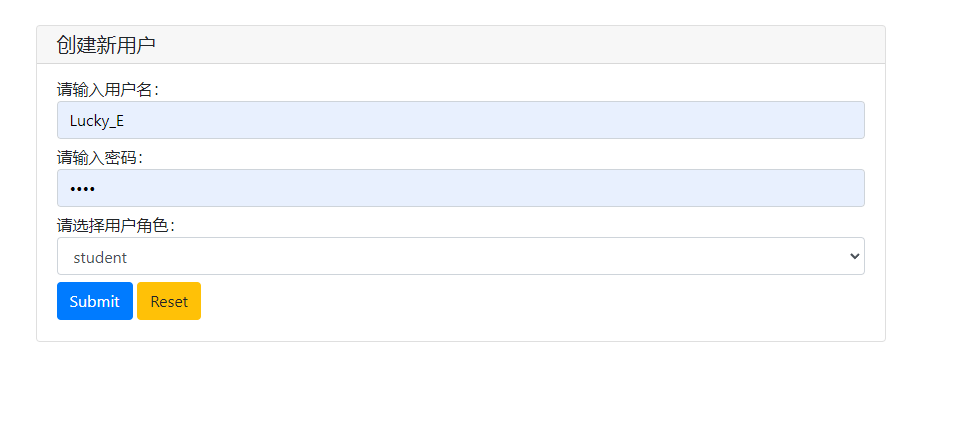 创建新用户
请输入用户名：
Lucky_E
请输入密码：
••••
请选择用户角色：
student
Submit Reset